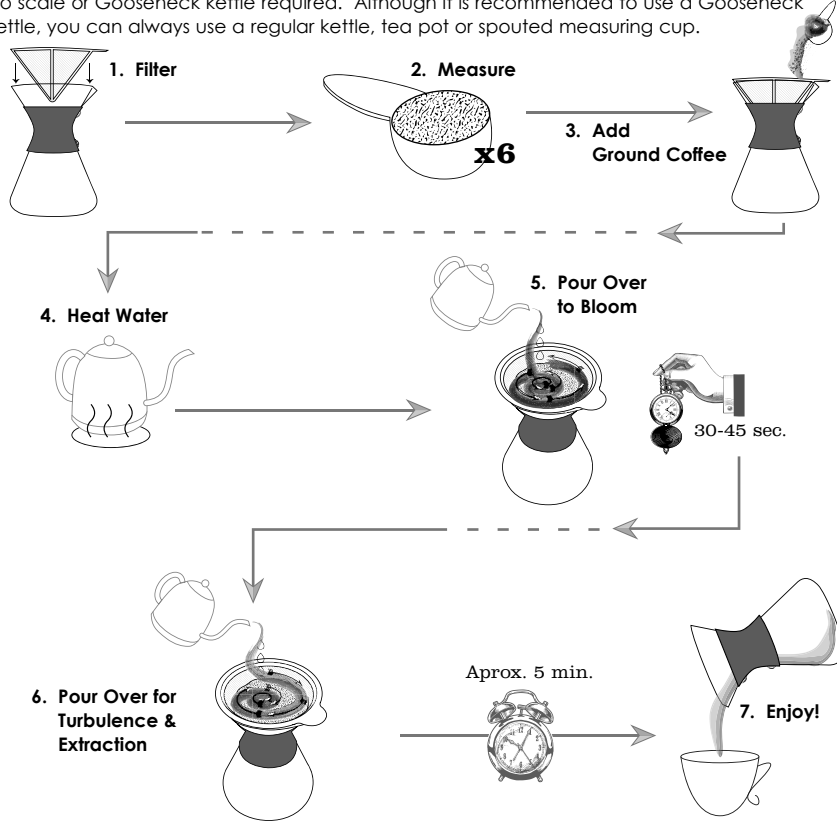 o scale or Gooseneck kettle required. Although it is recommended to use a Gooseneck
ettle, you can always use a regular kettle, tea pot or spouted measuring cup.
1. Filter
2. Measure
x6
3. Add
Ground Coffee
4. Heat Water
5. Pour Over
to Bloom
30-45 sec.
6. Pour Over for
Turbulence &
Extraction
Aprox. 5 min.
7. Enjoy!